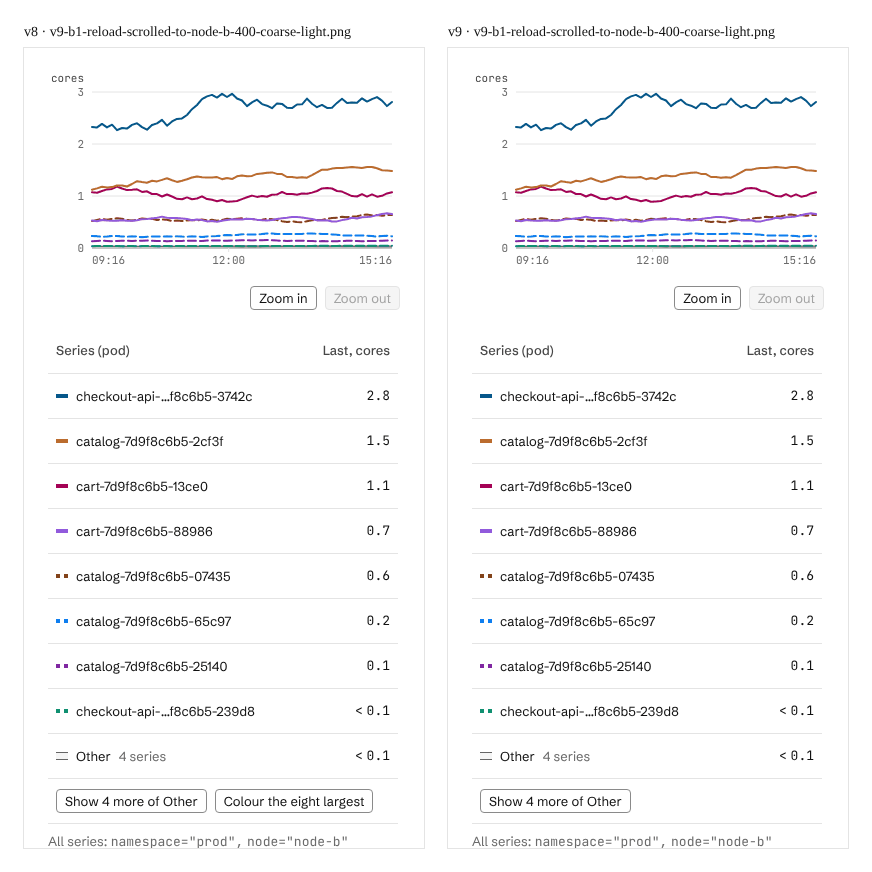 v8 · v9-b1-reload-scrolled-to-node-b-400-coarse-light.png
cores
3
2
1
0
09:16 12:00 15:16
Zoom in Zoom out
Series (pod) Last, cores
checkout-api-…f8c6b5-3742c 2.8
catalog-7d9f8c6b5-2cf3f 1.5
cart-7d9f8c6b5-13ce0 1.1
cart-7d9f8c6b5-88986 0.7
catalog-7d9f8c6b5-07435 0.6
catalog-7d9f8c6b5-65c97 0.2
catalog-7d9f8c6b5-25140 0.1
checkout-api-…f8c6b5-239d8 < 0.1
Other 4 series < 0.1
Show 4 more of Other Colour the eight largest
All series: namespace="prod", node="node-b"
v9 · v9-b1-reload-scrolled-to-node-b-400-coarse-light.png
cores
3
2
1
0
09:16 12:00 15:16
Zoom in Zoom out
Series (pod) Last, cores
checkout-api-…f8c6b5-3742c 2.8
catalog-7d9f8c6b5-2cf3f 1.5
cart-7d9f8c6b5-13ce0 1.1
cart-7d9f8c6b5-88986 0.7
catalog-7d9f8c6b5-07435 0.6
catalog-7d9f8c6b5-65c97 0.2
catalog-7d9f8c6b5-25140 0.1
checkout-api-…f8c6b5-239d8 < 0.1
Other 4 series < 0.1
Show 4 more of Other
All series: namespace="prod", node="node-b"